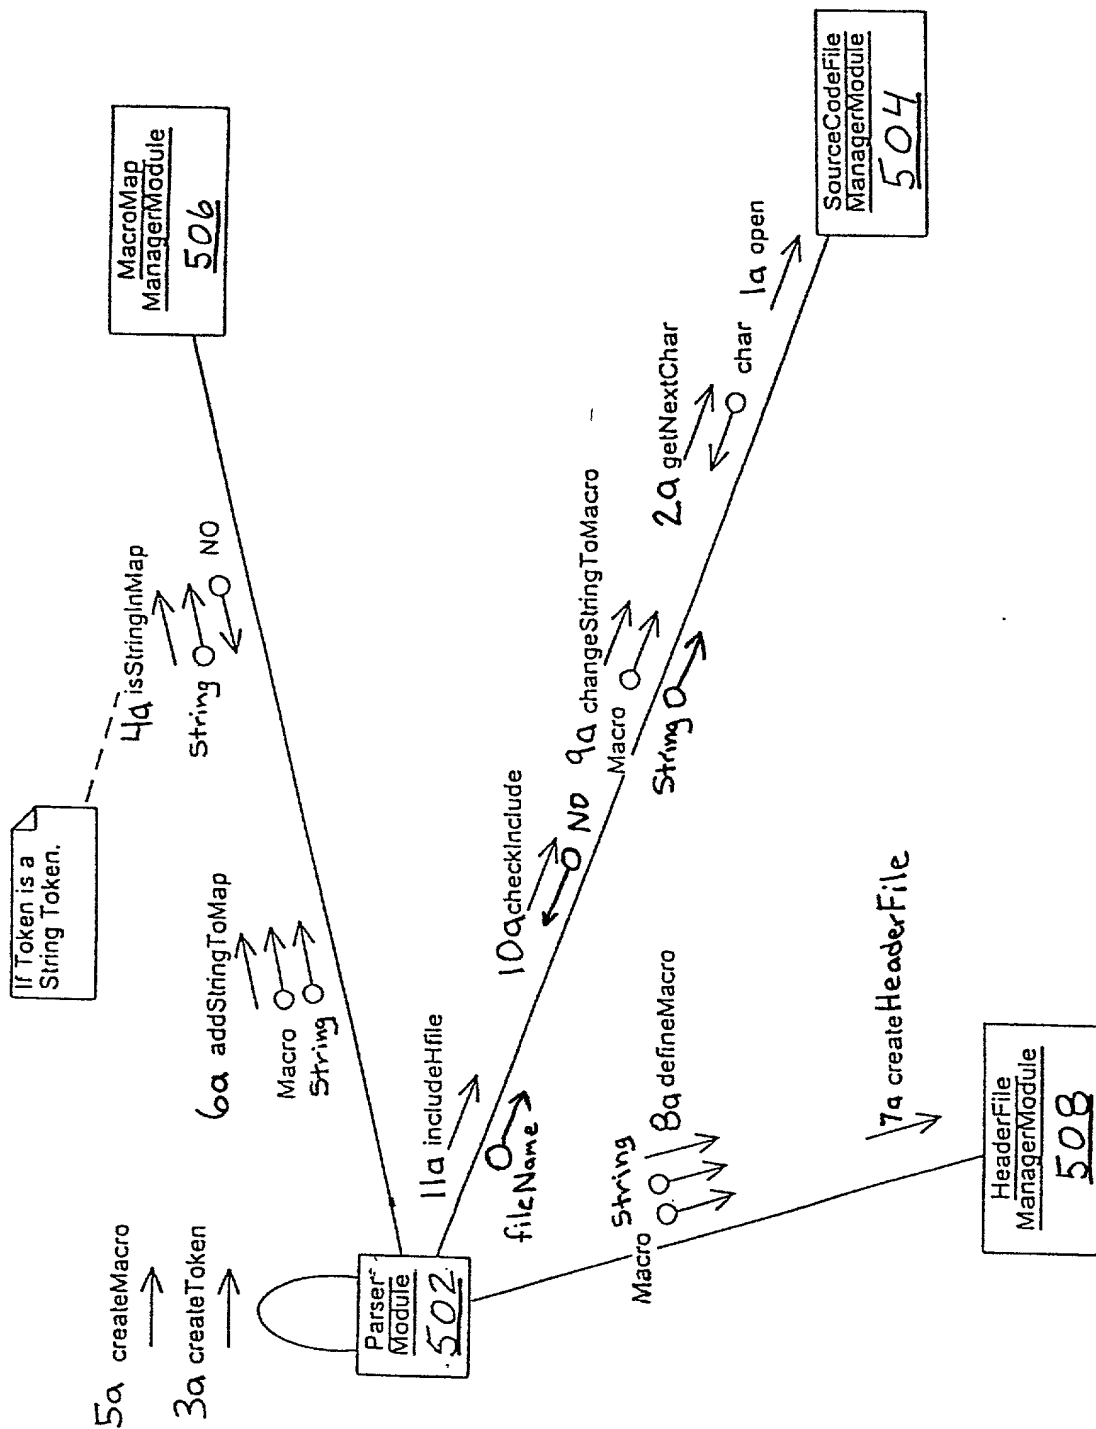 5a createMacro
3a createToken
Parser
Module
502
If Token is a
String Token.
4a isStringInMap
String
NO
6a addStringToMap
Macro
String
MacroMap
ManagerModule
506
11a includeHfile
fileName
10a checkInclude
NO
9a changeStringToMacro
Macro
String
2a getNextChar
char
1a open
SourceCodeFile
ManagerModule
504
8a defineMacro
String
Macro
7a createHeaderFile
HeaderFile
ManagerModule
508